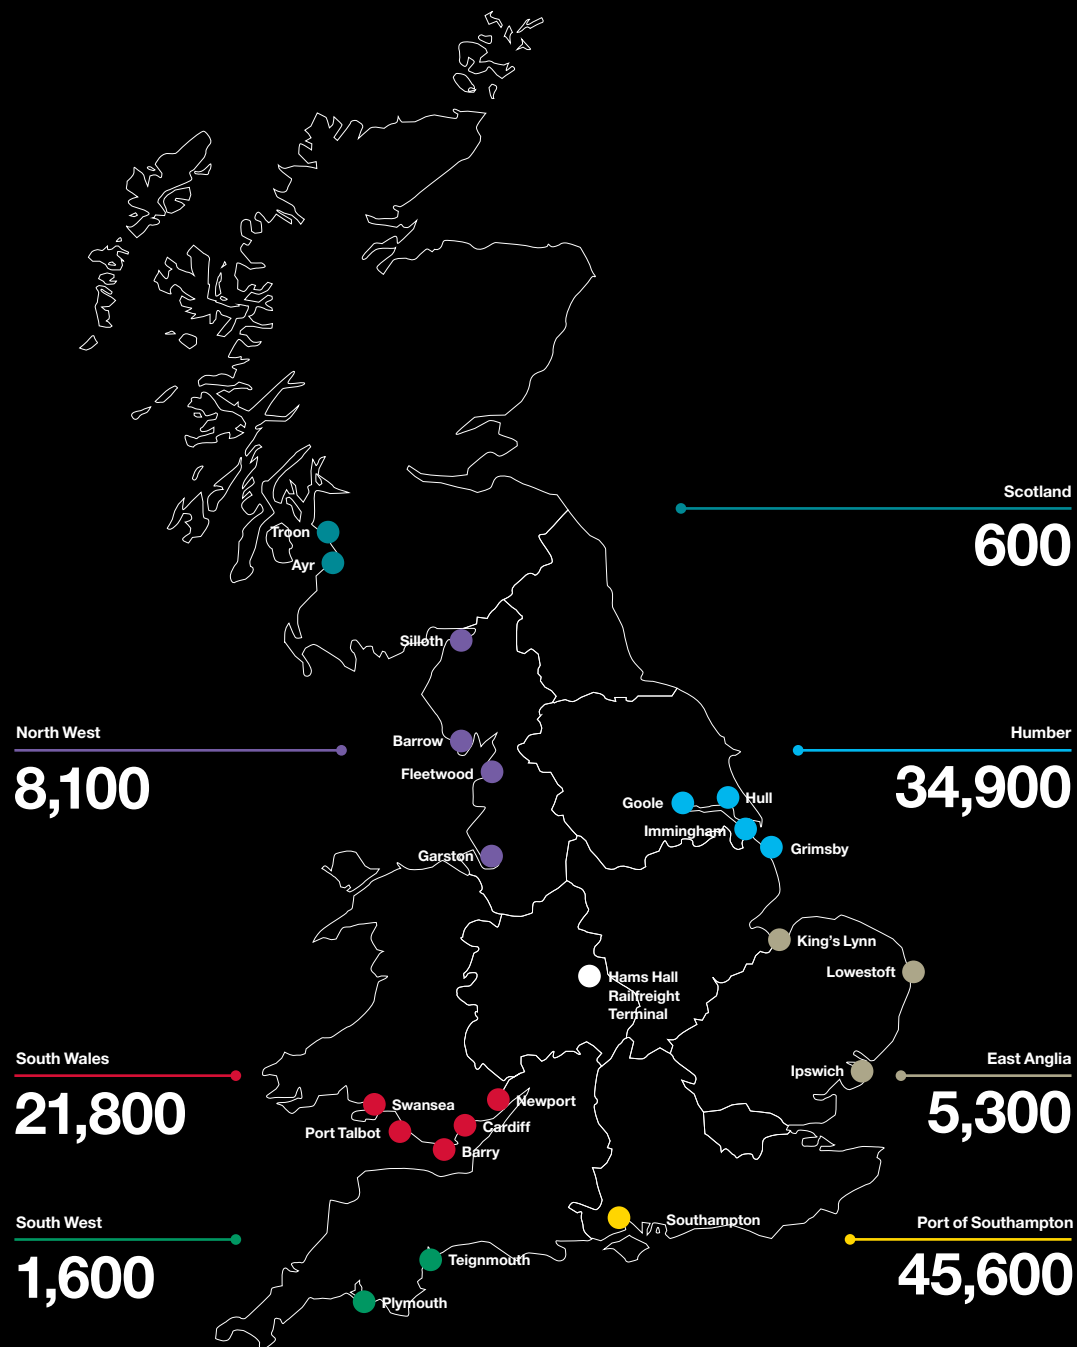 Scotland
600
Troon
Ayr
Silloth
North West
8,100
Humber
34,900
Barrow
Fleetwood
Goole
Hull
Immingham
Grimsby
Garston
King's Lynn
Lowestoft
Hams Hall
Railfreight
Terminal
South Wales
21,800
East Anglia
5,300
Ipswich
Swansea
Newport
Port Talbot
Cardiff
Barry
South West
1,600
Southampton
Port of Southampton
45,600
Teignmouth
Plymouth